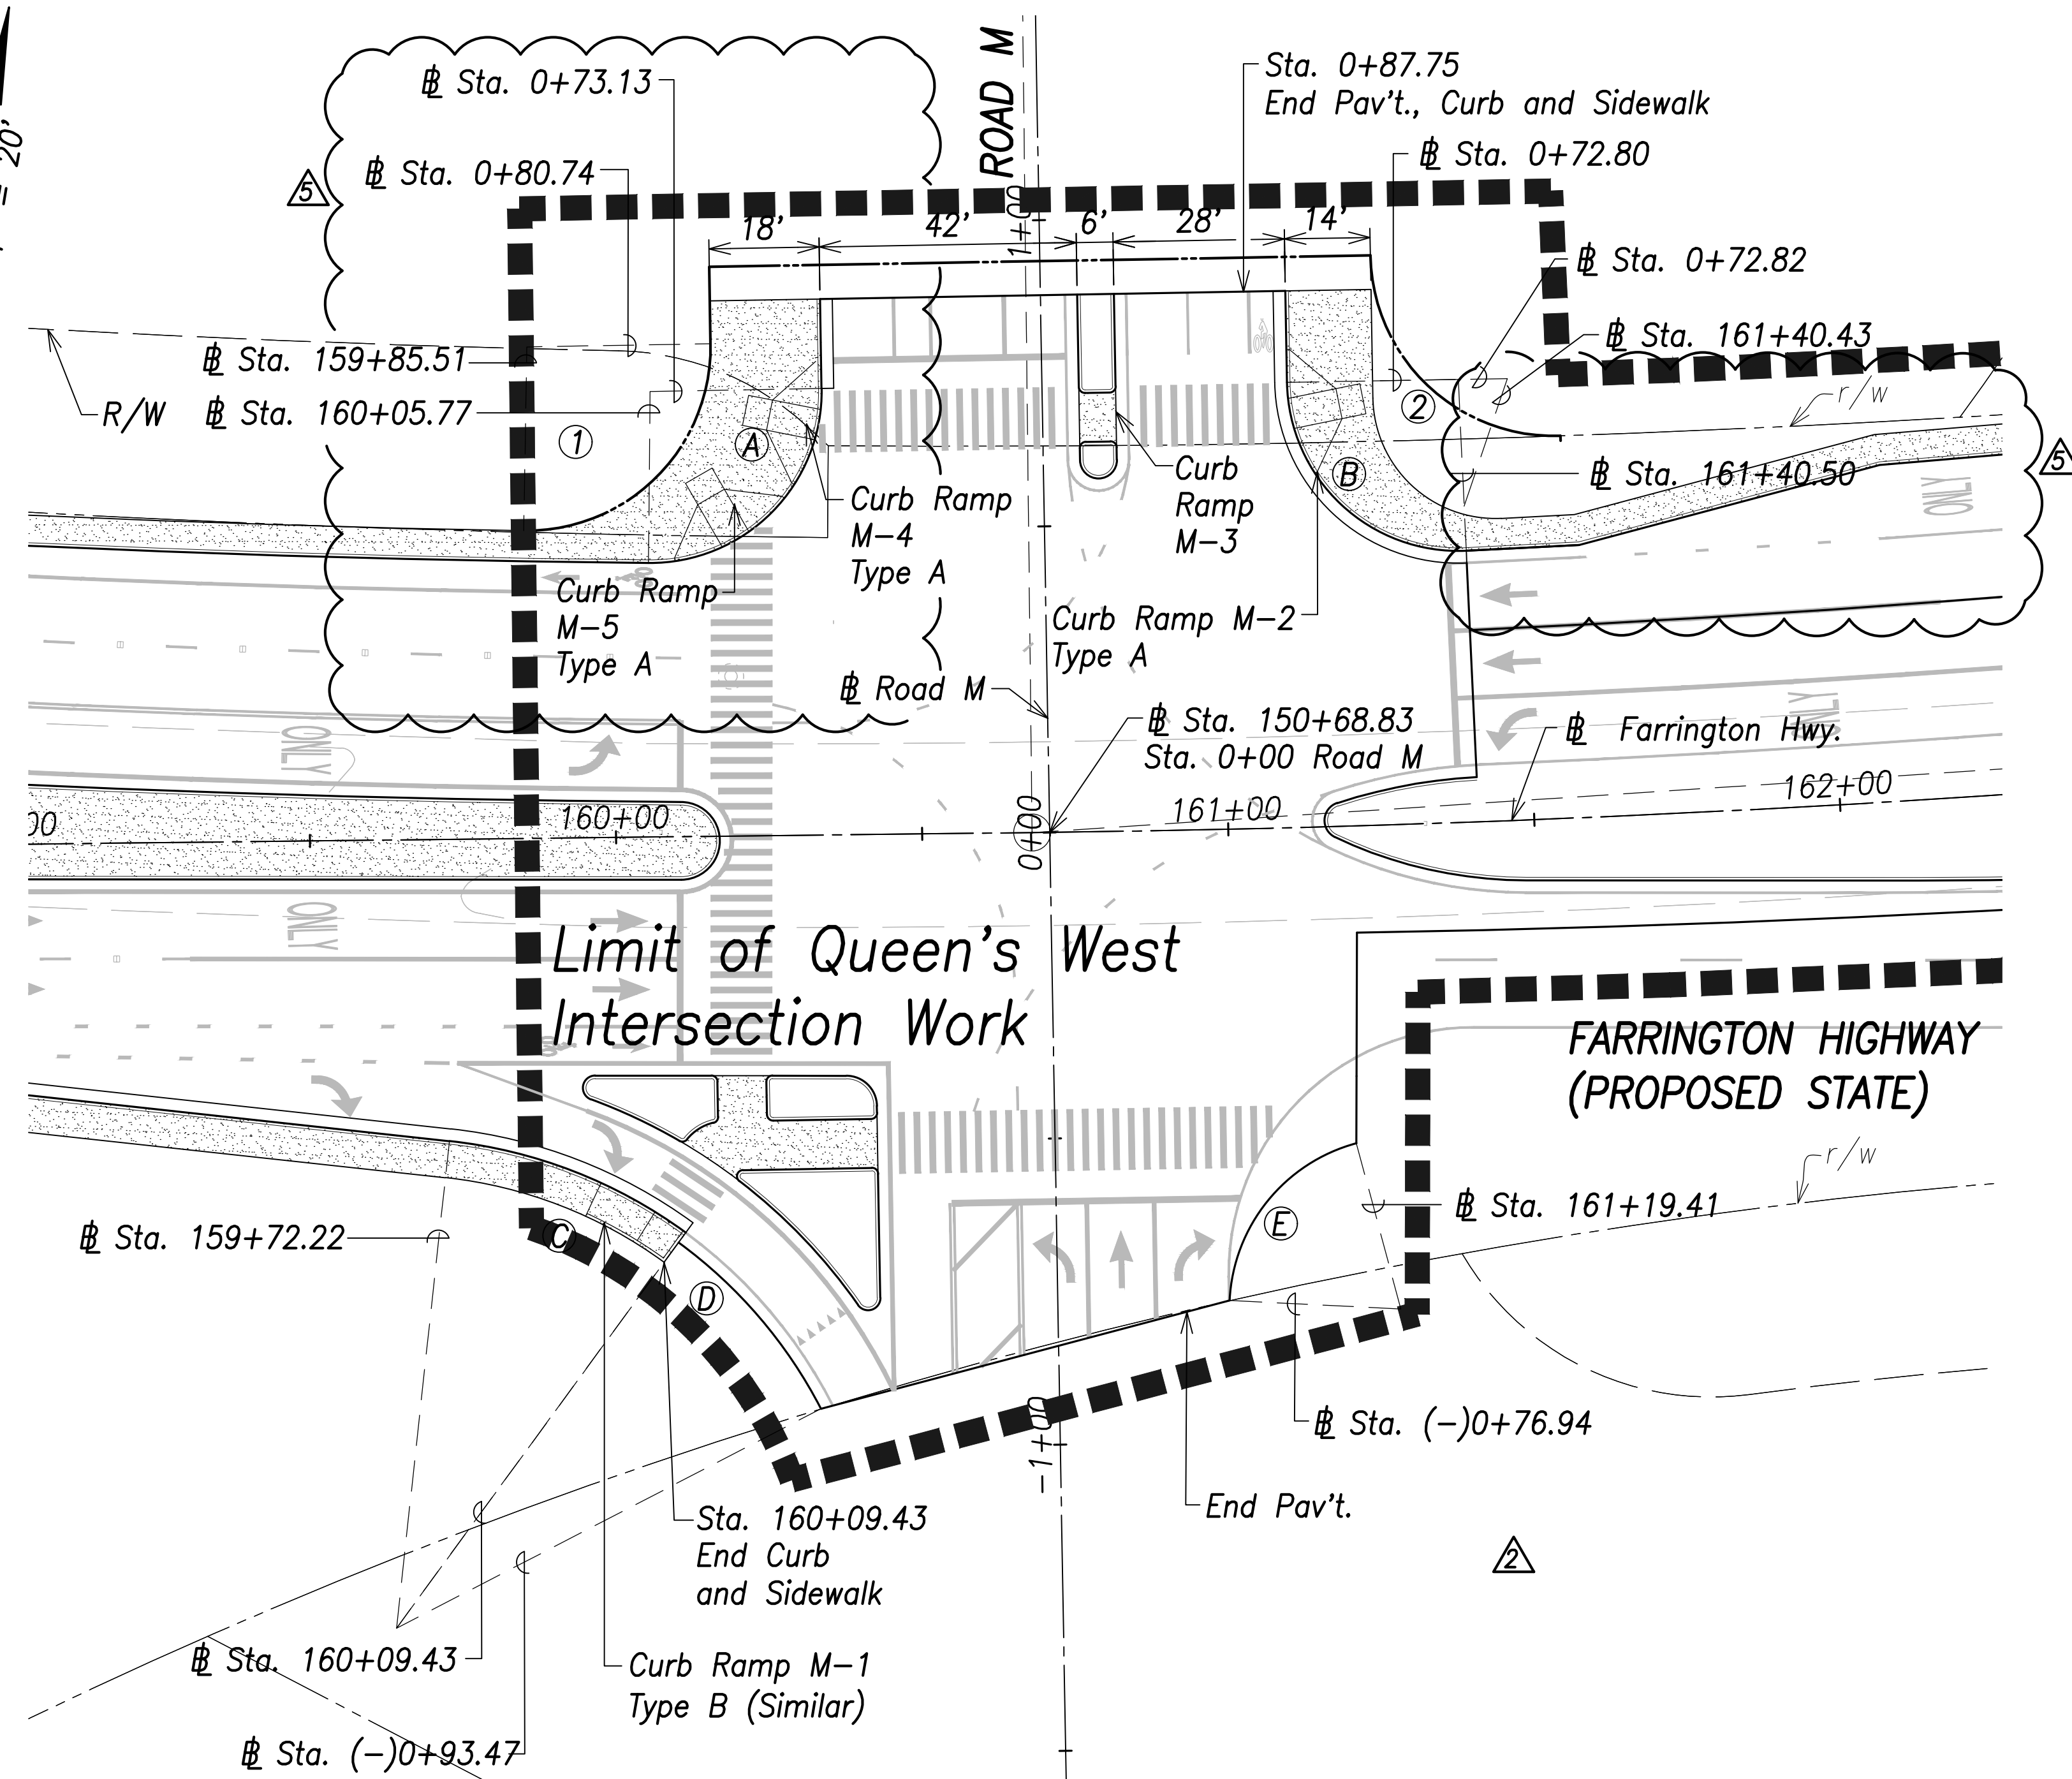 20'
ROAD M
1+00
℄ Sta. 0+73.13
℄ Sta. 0+80.74
5
Sta. 0+87.75
End Pav't., Curb and Sidewalk
℄ Sta. 0+72.80
18'
42'
6'
28'
14'
℄ Sta. 0+72.82
℄ Sta. 161+40.43
r/w
℄ Sta. 159+85.51
R/W
℄ Sta. 160+05.77
1
A
2
B
℄ Sta. 161+40.50
5
ONLY
Curb Ramp
M-4
Type A
Curb
Ramp
M-3
Curb Ramp
M-5
Type A
Curb Ramp M-2
Type A
℄ Road M
℄ Sta. 150+68.83
Sta. 0+00 Road M
℄ Farrington Hwy.
ONLY
ONLY
00
160+00
0+00
161+00
162+00
ONLY
Limit of Queen's West
Intersection Work
FARRINGTON HIGHWAY
(PROPOSED STATE)
r/w
℄ Sta. 159+72.22
C
D
E
℄ Sta. 161+19.41
℄ Sta. (-)0+76.94
-1+00
Sta. 160+09.43
End Curb
and Sidewalk
End Pav't.
2
℄ Sta. 160+09.43
Curb Ramp M-1
Type B (Similar)
℄ Sta. (-)0+93.47